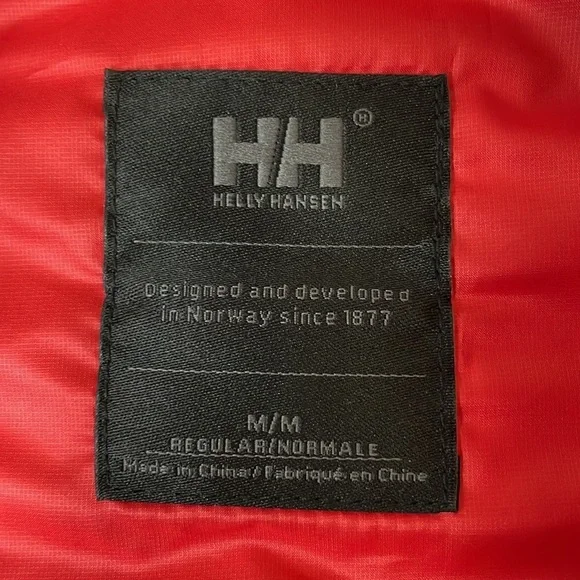 HH®
HELLY HANSEN
Designed and developed
in Norway since 1877
M/M
REGULAR/NORMALE
Made in China / Fabriqué en Chine